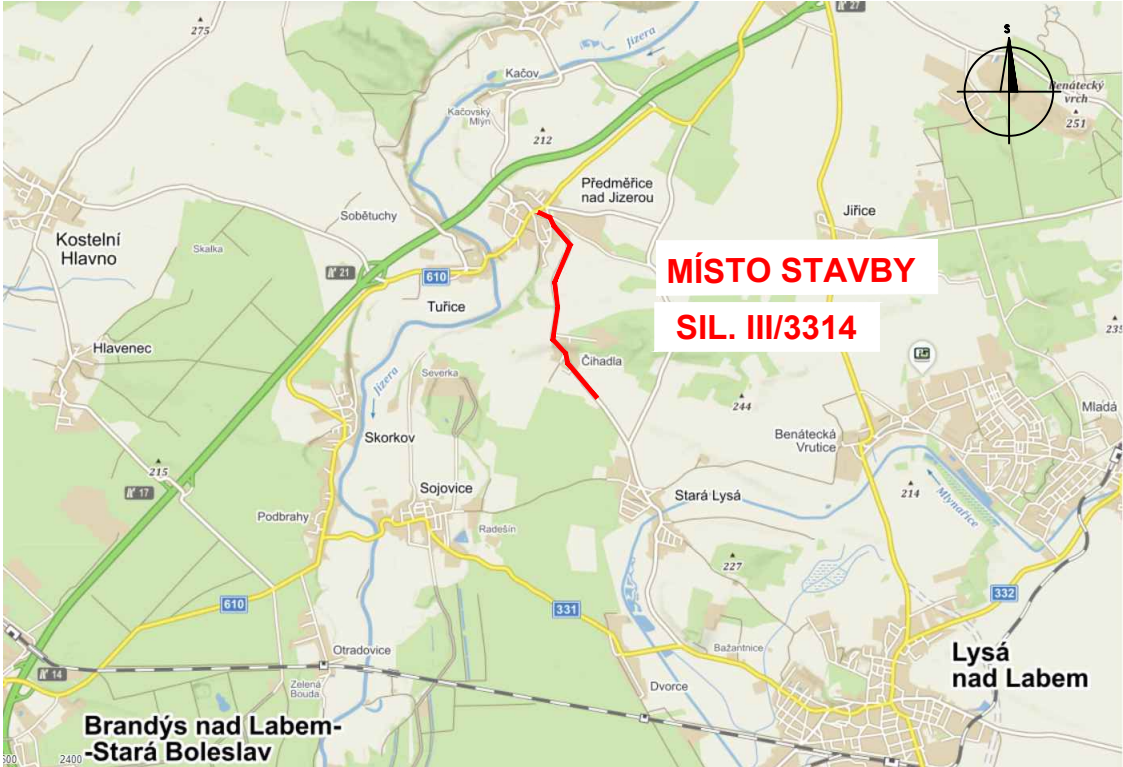 27
275
Jizera
S
Kačov
Benátecký
vrch
251
Kačovský
Mlýn
212
Předměřice
nad Jizerou
Jiřice
Sobětuchy
Kostelní
Hlavno
Skalka
21
610
MÍSTO STAVBY
SIL. III/3314
Tuřice
Hlavenec
Čihadla
Severka
Jizera
244
Mladá
Benátecká
Vrutice
Skorkov
215
17
Sojovice
Stará Lysá
214
Mlynařice
Podbrahy
Radešín
227
610
331
332
Otradovice
Bažantnice
Lysá
nad Labem
14
Zelená
Bouda
Dvorce
Brandýs nad Labem-
-Stará Boleslav
2400